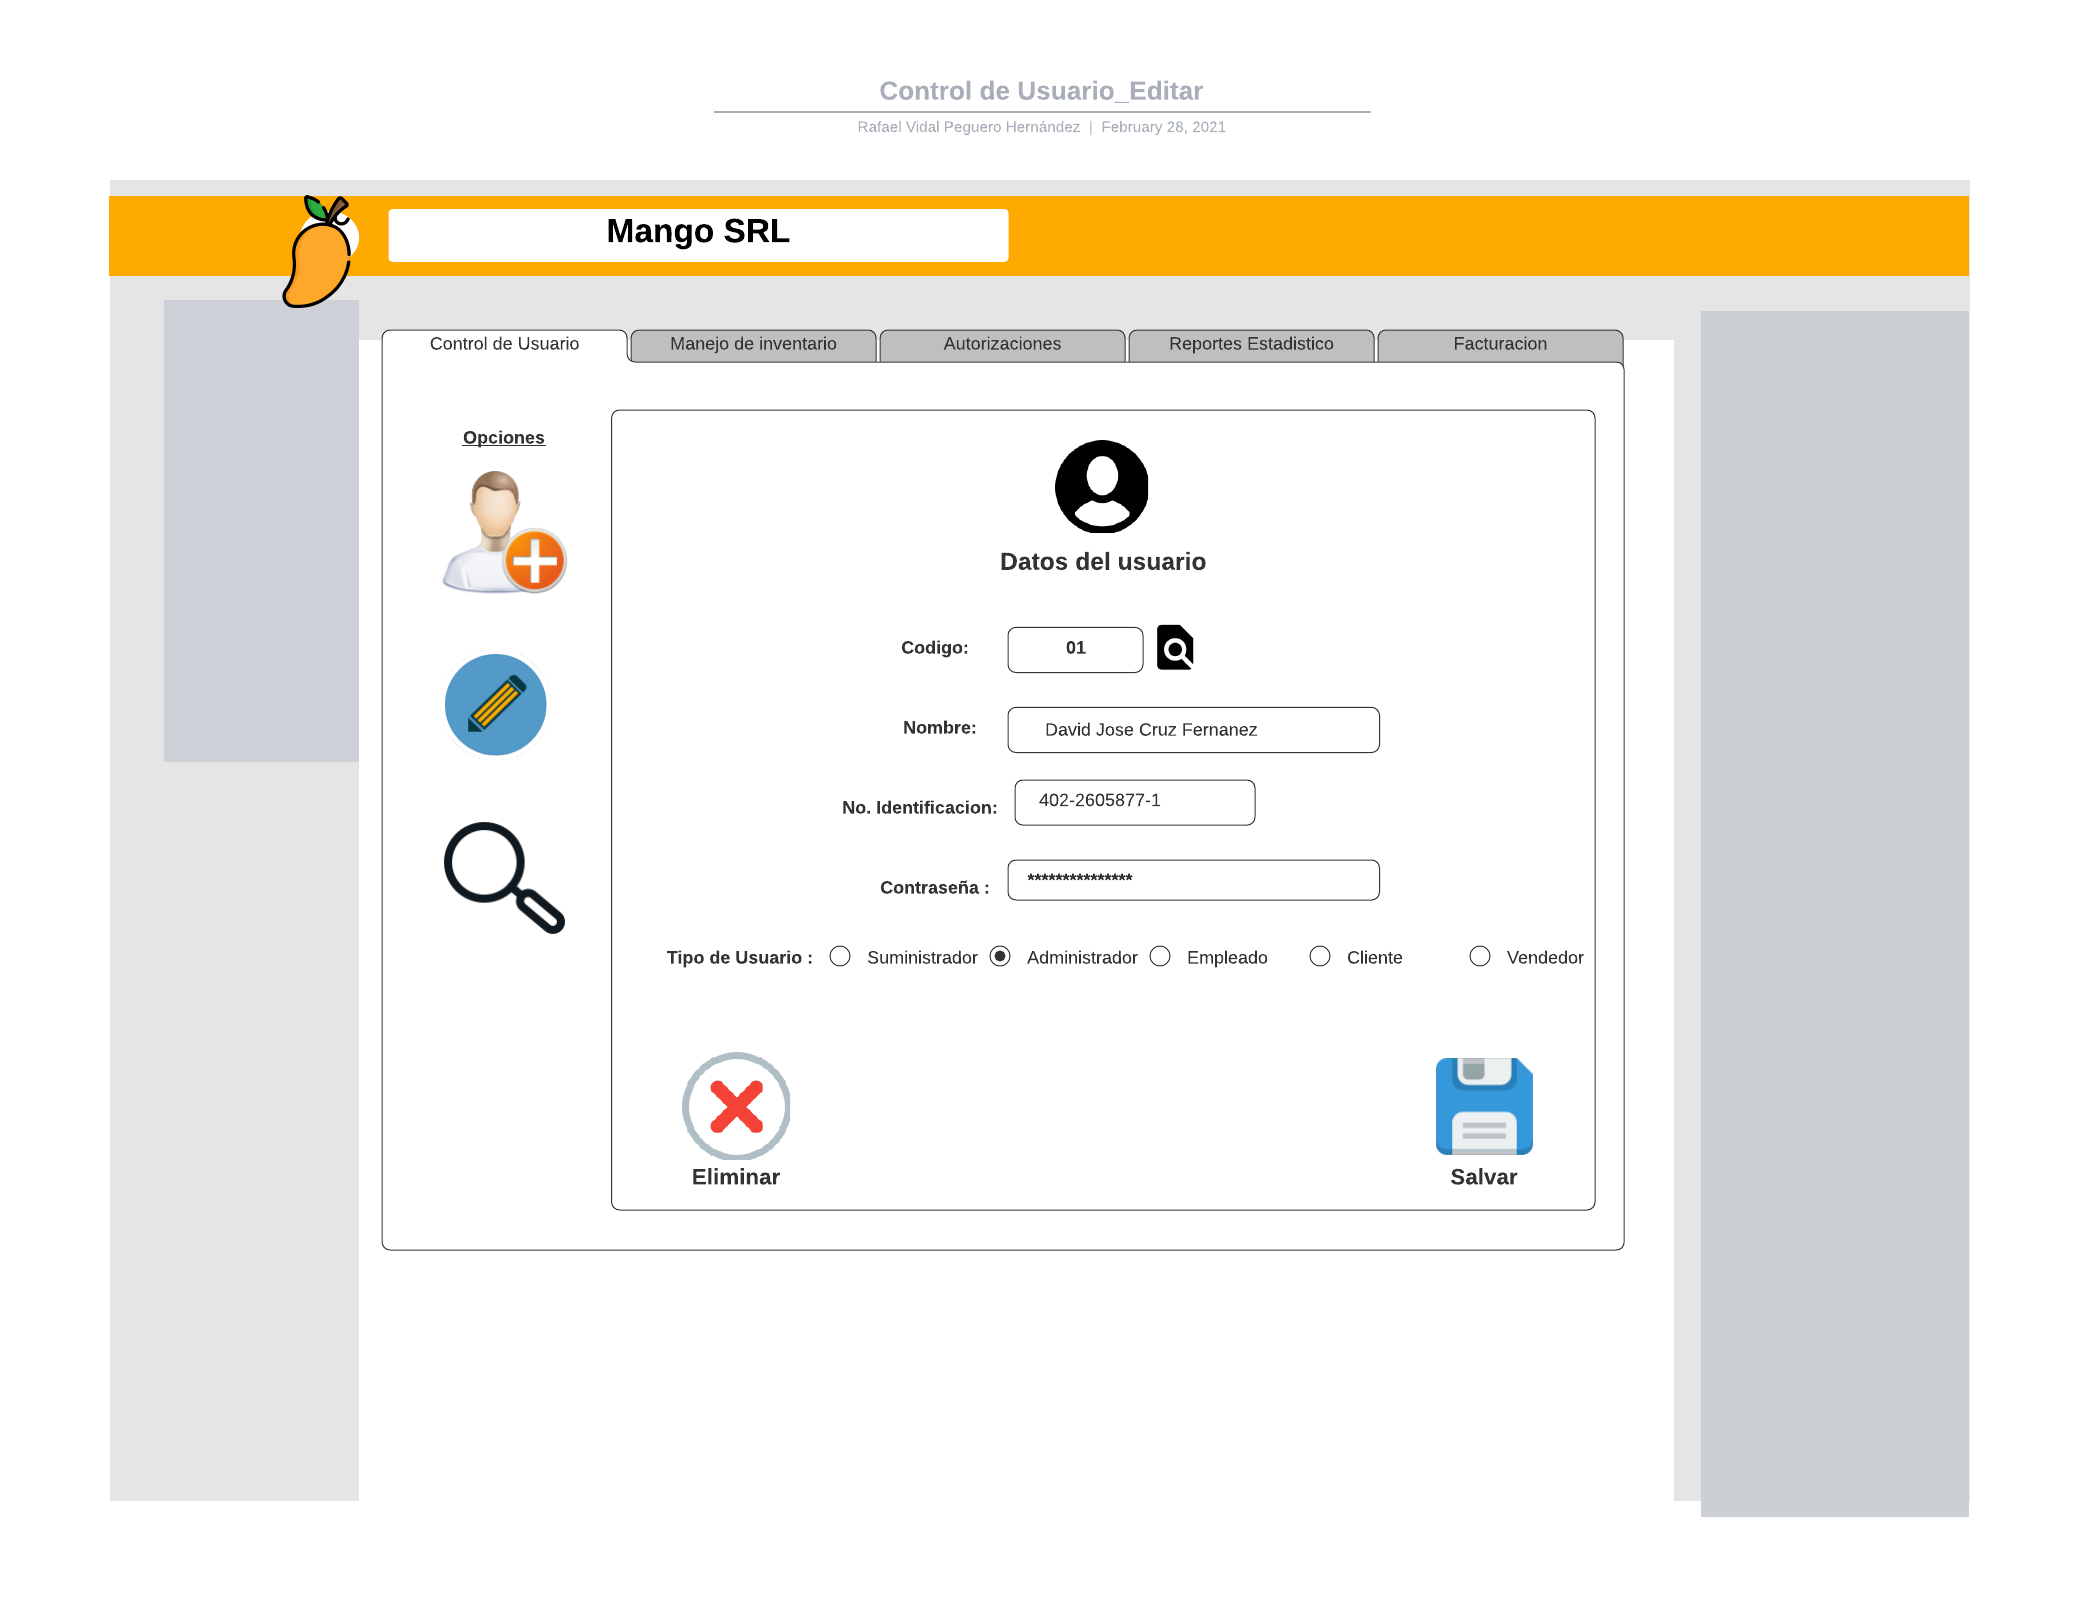 Control de Usuario_Editar
Rafael Vidal Peguero Hernández | February 28, 2021
Mango SRL
Control de Usuario
Manejo de inventario
Autorizaciones
Reportes Estadistico
Facturacion
Opciones
Datos del usuario
Codigo: 01
Nombre: David Jose Cruz Fernanez
No. Identificacion: 402-2605877-1
Contraseña : ***************
Tipo de Usuario : Suministrador Administrador Empleado Cliente Vendedor
Eliminar
Salvar